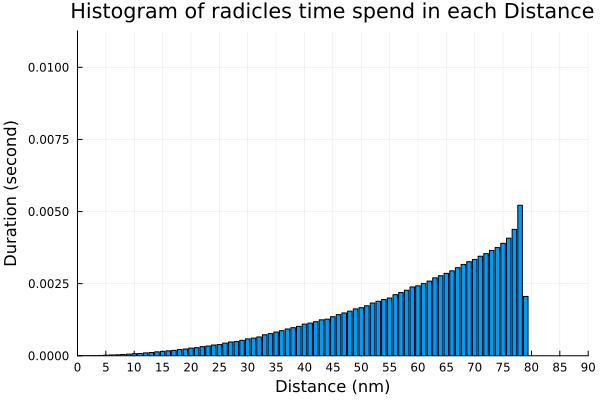 Histogram of radicles time spend in each Distance
Duration (second)
0.0100
0.0075
0.0050
0.0025
0.0000
0 5 10 15 20 25 30 35 40 45 50 55 60 65 70 75 80 85 90
Distance (nm)